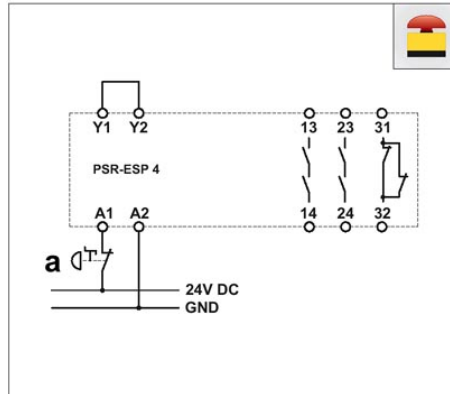 Y1 Y2 13 23 31
PSR-ESP 4
14 24 32
A1 A2
a
24V DC
GND